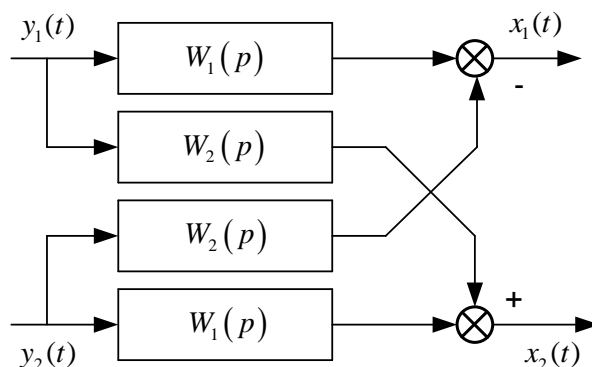 y₁(t)
W₁(p)
x₁(t)
-
W₂(p)
W₂(p)
+
W₁(p)
y₂(t)
x₂(t)